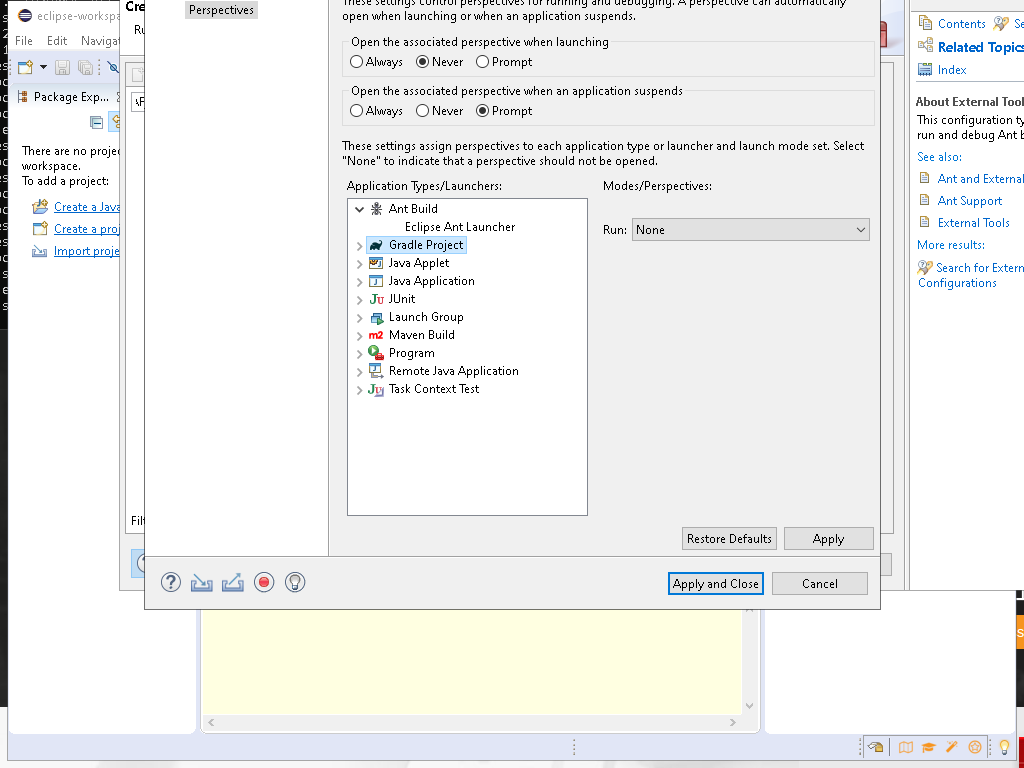 eclipse-workspa
Cre
Perspectives
These settings control perspectives for running and debugging. A perspective can automatically
open when launching or when an application suspends.
Contents
Se
File
Edit
Navigat
Ru
Open the associated perspective when launching
Always
Never
Prompt
Related Topics
Index
Package Exp...
Open the associated perspective when an application suspends
Always
Never
Prompt
About External Tool
This configuration ty
run and debug Ant b
There are no projec
workspace.
To add a project:
Create a Java
Create a proj
Import proje
These settings assign perspectives to each application type or launcher and launch mode set. Select
"None" to indicate that a perspective should not be opened.
See also:
Ant and External
Ant Support
External Tools
More results:
Search for Extern
Configurations
Application Types/Launchers:
Modes/Perspectives:
Ant Build
Eclipse Ant Launcher
Gradle Project
Java Applet
Java Application
JUnit
Launch Group
Maven Build
Program
Remote Java Application
Task Context Test
Run:
None
Filt
Restore Defaults
Apply
Apply and Close
Cancel